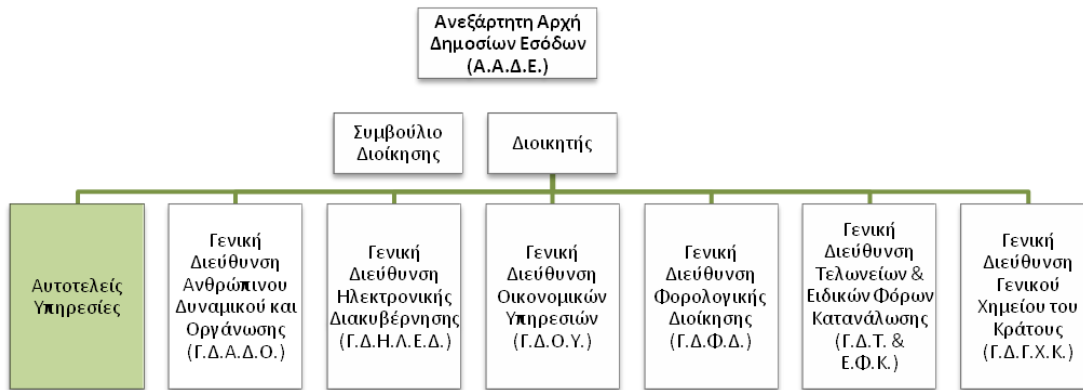 Ανεξάρτητη Αρχή
Δημοσίων Εσόδων
(Α.Α.Δ.Ε.)
Συμβούλιο
Διοίκησης
Διοικητής
Αυτοτελείς
Υπηρεσίες
Γενική
Διεύθυνση
Ανθρώπινου
Δυναμικού και
Οργάνωσης
(Γ.Δ.Α.Δ.Ο.)
Γενική
Διεύθυνση
Ηλεκτρονικής
Διακυβέρνησης
(Γ.Δ.Η.Λ.Ε.Δ.)
Γενική
Διεύθυνση
Οικονομικών
Υπηρεσιών
(Γ.Δ.Ο.Υ.)
Γενική
Διεύθυνση
Φορολογικής
Διοίκησης
(Γ.Δ.Φ.Δ.)
Γενική
Διεύθυνση
Τελωνείων &
Ειδικών Φόρων
Κατανάλωσης
(Γ.Δ.Τ. &
Ε.Φ.Κ.)
Γενική
Διεύθυνση
Γενικού
Χημείου του
Κράτους
(Γ.Δ.Γ.Χ.Κ.)